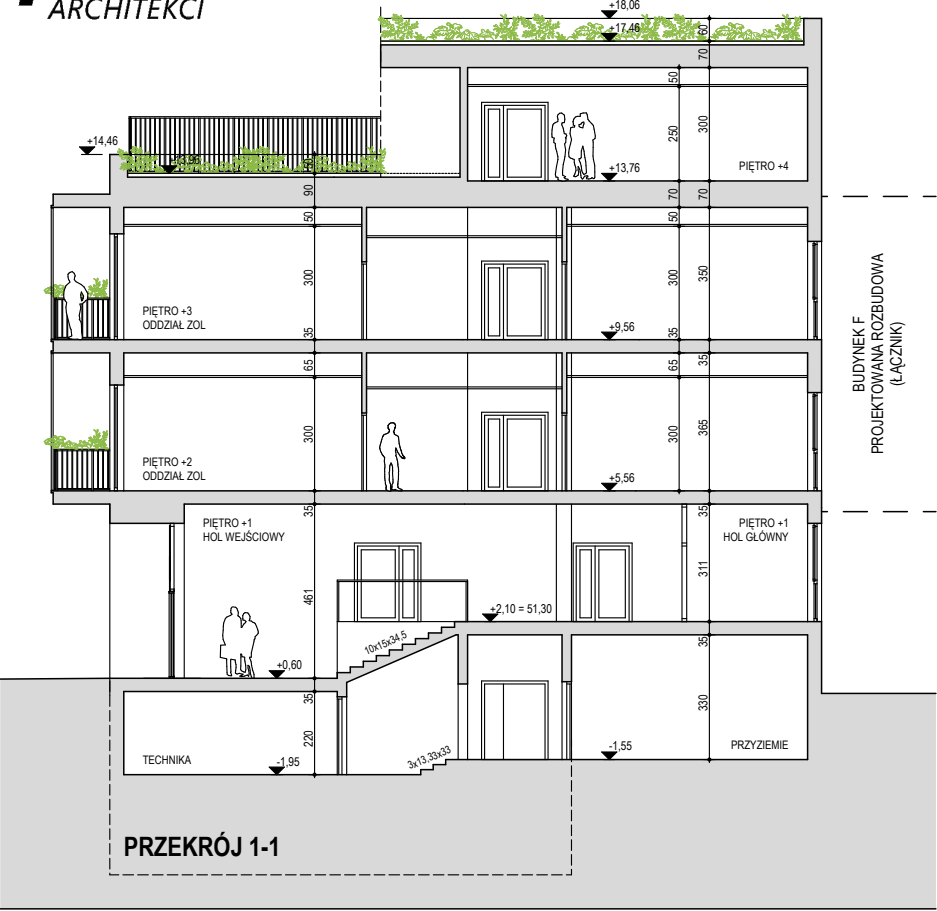 ARCHITEKCI
+18,06
+17,46
60
70
50
250
300
+14,46
+13,96
50
+13,76
PIĘTRO +4
90
70
70
50
50
300
300
350
PIĘTRO +3
ODDZIAŁ ZOL
35
+9,56
35
65
65
35
300
300
365
PIĘTRO +2
ODDZIAŁ ZOL
+5,56
BUDYNEK F
PROJEKTOWANA ROZBUDOWA
(ŁĄCZNIK)
35
35
PIĘTRO +1
HOL WEJŚCIOWY
PIĘTRO +1
HOL GŁÓWNY
461
311
+2,10 = 51,30
10x15x34,5
+0,60
35
35
220
330
TECHNIKA
-1,95
3x13,33x33
-1,55
PRZYZIEMIE
PRZEKRÓJ 1-1